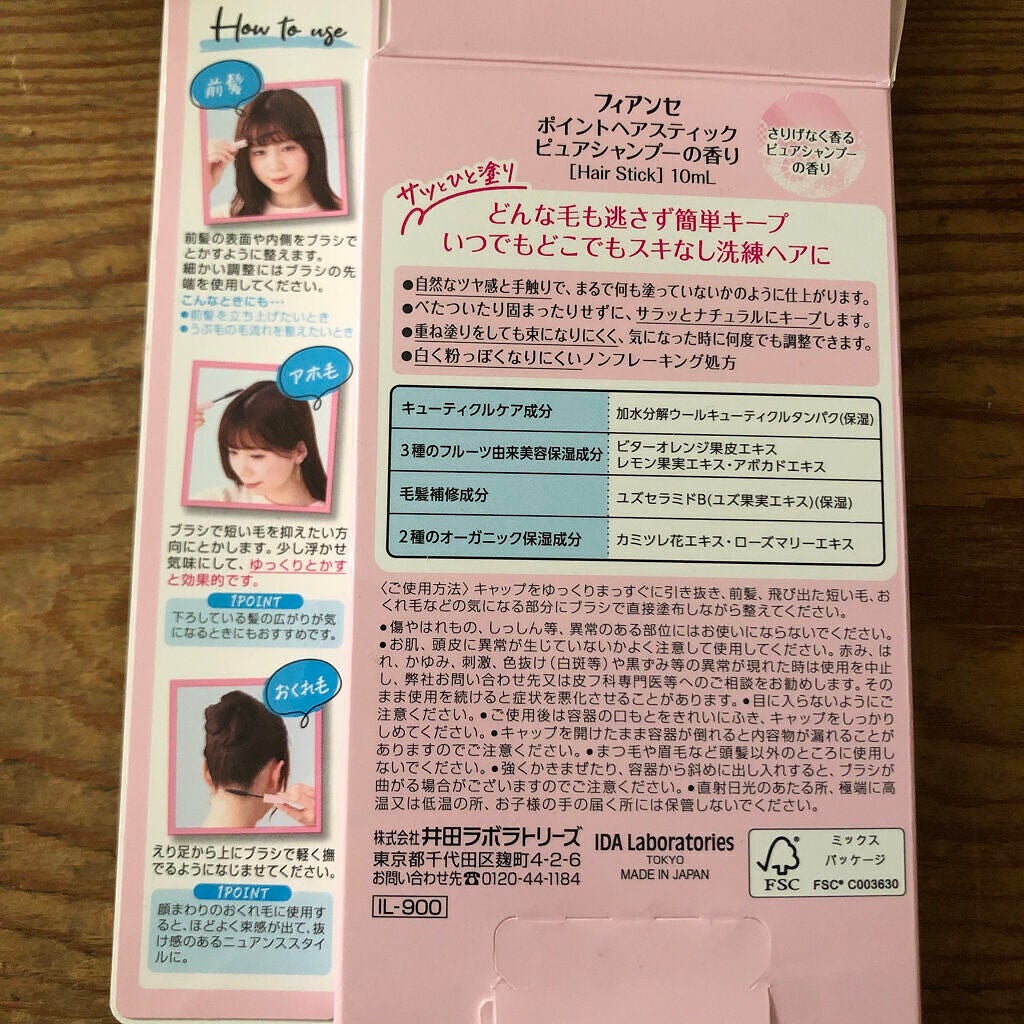 How to use
前髪
前髪の表面や内側をブラシで
とかすように整えます。
細かい調整にはブラシの先
端を使用してください。
こんなときにも…
●前髪を立ち上げたいとき
●うぶ毛の毛流れを整えたいとき
アホ毛
ブラシで短い毛を抑えたい方
向にとかします。少し浮かせ
気味にして、ゆっくりとかす
と効果的です。
1POINT
下ろしている髪の広がりが気
になるときにもおすすめです。
おくれ毛
えり足から上にブラシで軽く撫
でるようになじませてください。
1POINT
顔まわりのおくれ毛に使用す
ると、ほどよく束感が出て、抜
け感のあるニュアンススタイ
ルに。
フィアンセ
ポイントヘアスティック
ピュアシャンプーの香り
[Hair Stick] 10mL
さりげなく香る
ピュアシャンプー
の香り
サッとひと塗り
どんな毛も逃さず簡単キープ
いつでもどこでもスキなし洗練ヘアに
●自然なツヤ感と手触りで、まるで何も塗っていないかのように仕上がります。
●べたついたり固まったりせずに、サラッとナチュラルにキープします。
●重ね塗りをしても束になりにくく、気になった時に何度でも調整できます。
●白く粉っぽくなりにくいノンフレーキング処方
キューティクルケア成分 加水分解ウールキューティクルタンパク(保湿)
3種のフルーツ由来美容保湿成分 ビターオレンジ果皮エキス
レモン果実エキス・アボカドエキス
毛髪補修成分 ユズセラミドB(ユズ果実エキス)(保湿)
2種のオーガニック保湿成分 カミツレ花エキス・ローズマリーエキス
〈ご使用方法〉キャップをゆっくりまっすぐに引き抜き、前髪、飛び出た短い毛、お
くれ毛などの気になる部分にブラシで直接塗布しながら整えてください。
●傷やはれもの、しっしん等、異常のある部位にはお使いにならないでください。
●お肌、頭皮に異常が生じていないかよく注意して使用してください。赤み、は
れ、かゆみ、刺激、色抜け(白斑等)や黒ずみ等の異常が現れた時は使用を中止
し、弊社お問い合わせ先又は皮フ科専門医等へのご相談をお勧めします。その
まま使用を続けると症状を悪化させることがあります。●目に入らないようにご
注意ください。●ご使用後は容器の口もとをきれいにふき、キャップをしっかり
しめてください。●キャップを開けたまま容器が倒れると内容物が漏れることが
ありますのでご注意ください。●まつ毛や眉毛など頭髪以外のところに使用し
ないでください。●強くかきまぜたり、容器から斜めに出し入れすると、ブラシが
曲がる場合がございますのでご注意ください。●直射日光のあたる所、極端に高
温又は低温の所、お子様の手の届く所には保管しないでください。
株式会社 井田ラボラトリーズ
東京都千代田区麹町4-2-6
お問い合わせ先☎0120-44-1184
IL-900
IDA Laboratories
TOKYO
MADE IN JAPAN
FSC
ミックス
パッケージ
FSC® C003630